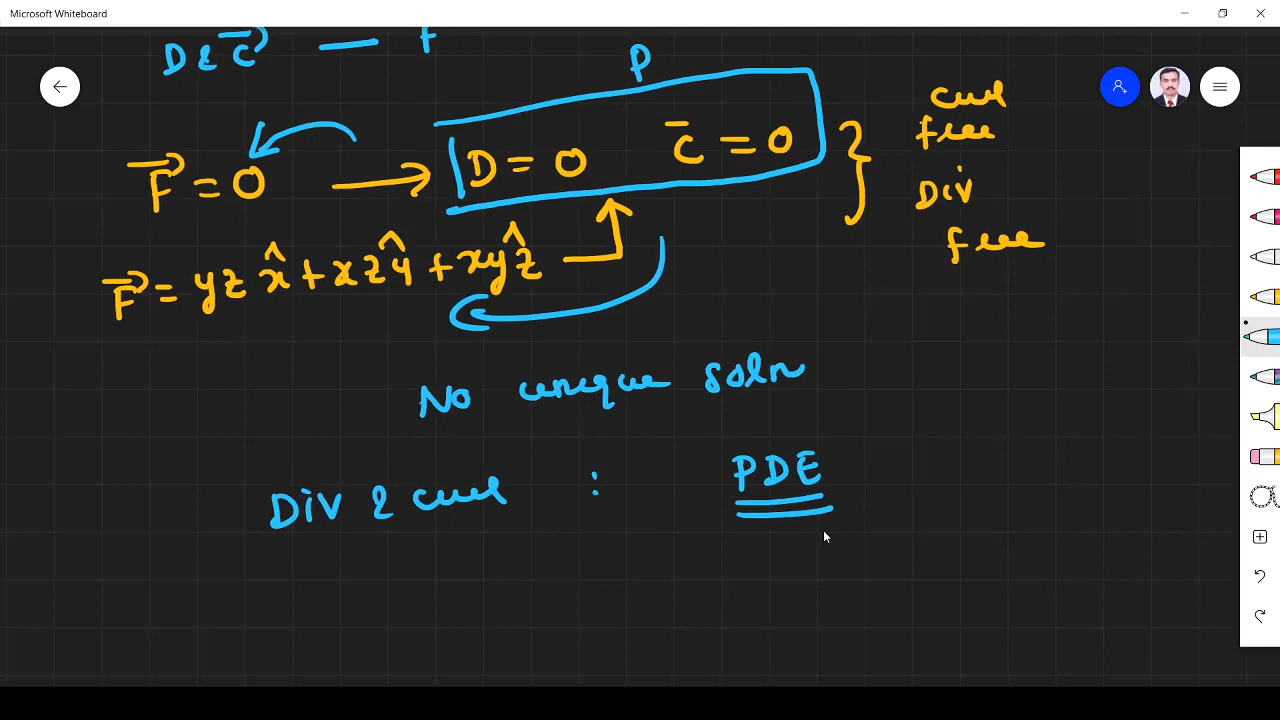 Microsoft Whiteboard
D & C⃗ — F
P
F⃗ = 0 → D = 0 C̅ = 0
curl
free
Div
free
F⃗ = yz x̂ + xz ŷ + xy ẑ
No unique soln
Div & curl : PDE